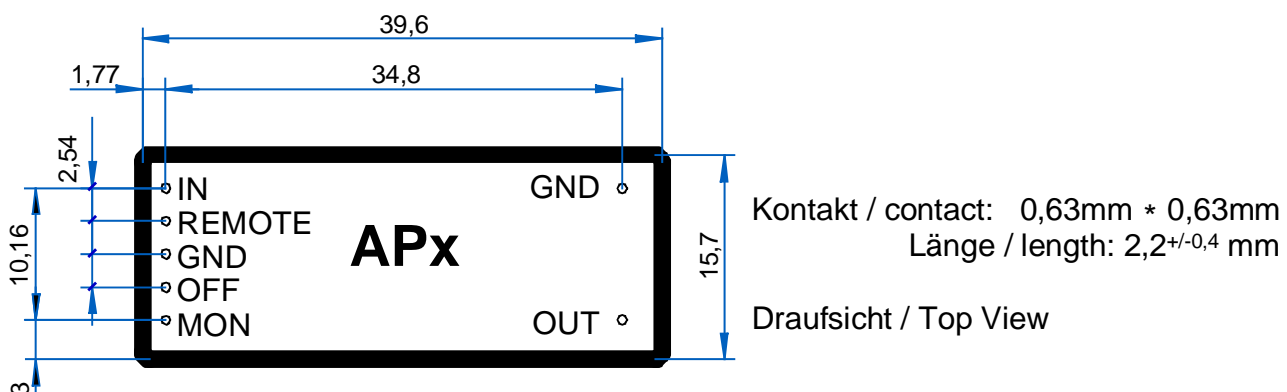 39,6
1,77
34,8
2,54
10,16
IN
REMOTE
GND
OFF
MON
APx
GND
OUT
15,7
Kontakt / contact: 0,63mm * 0,63mm
Länge / length: 2,2+/-0,4 mm
Draufsicht / Top View